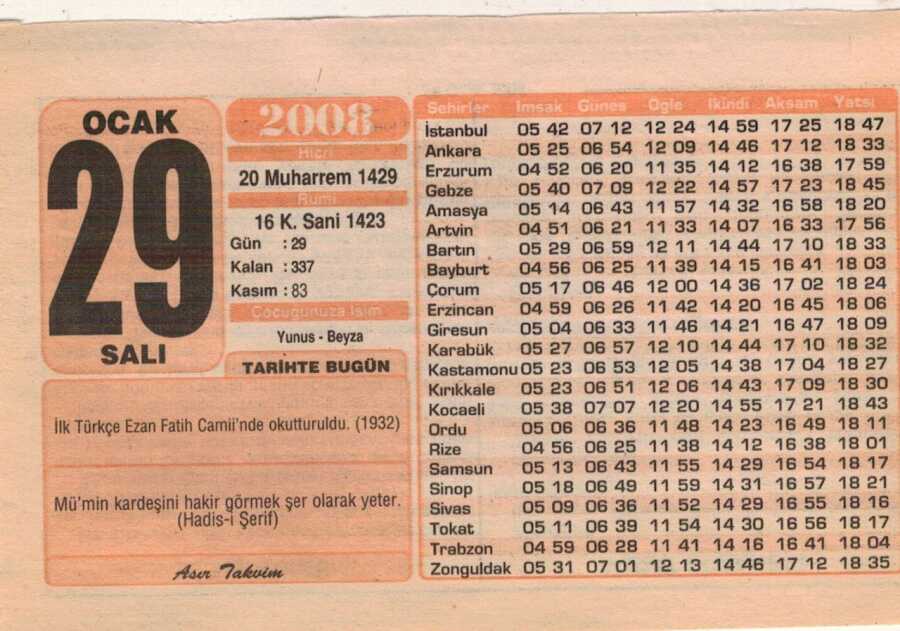 OCAK
29
SALI
2008
Hicri
20 Muharrem 1429
Rumi
16 K. Sani 1423
Gün : 29
Kalan : 337
Kasım : 83
Çocuğunuza İsim
Yunus - Beyza
TARİHTE BUGÜN
İlk Türkçe Ezan Fatih Camii'nde okutturuldu. (1932)
Mü'min kardeşini hakir görmek şer olarak yeter.
(Hadis-i Şerif)
Asır Takvim
Şehirler İmsak Güneş Öğle İkindi Akşam Yatsı
İstanbul 05 42 07 12 12 24 14 59 17 25 18 47
Ankara 05 25 06 54 12 09 14 46 17 12 18 33
Erzurum 04 52 06 20 11 35 14 12 16 38 17 59
Gebze 05 40 07 09 12 22 14 57 17 23 18 45
Amasya 05 14 06 43 11 57 14 32 16 58 18 20
Artvin 04 51 06 21 11 33 14 07 16 33 17 56
Bartın 05 29 06 59 12 11 14 44 17 10 18 33
Bayburt 04 56 06 25 11 39 14 15 16 41 18 03
Çorum 05 17 06 46 12 00 14 36 17 02 18 24
Erzincan 04 59 06 26 11 42 14 20 16 45 18 06
Giresun 05 04 06 33 11 46 14 21 16 47 18 09
Karabük 05 27 06 57 12 10 14 44 17 10 18 32
Kastamonu 05 23 06 53 12 05 14 38 17 04 18 27
Kırıkkale 05 23 06 51 12 06 14 43 17 09 18 30
Kocaeli 05 38 07 07 12 20 14 55 17 21 18 43
Ordu 05 06 06 36 11 48 14 23 16 49 18 11
Rize 04 56 06 25 11 38 14 12 16 38 18 01
Samsun 05 13 06 43 11 55 14 29 16 54 18 17
Sinop 05 18 06 49 11 59 14 31 16 57 18 21
Sivas 05 09 06 36 11 52 14 29 16 55 18 16
Tokat 05 11 06 39 11 54 14 30 16 56 18 17
Trabzon 04 59 06 28 11 41 14 16 16 41 18 04
Zonguldak 05 31 07 01 12 13 14 46 17 12 18 35